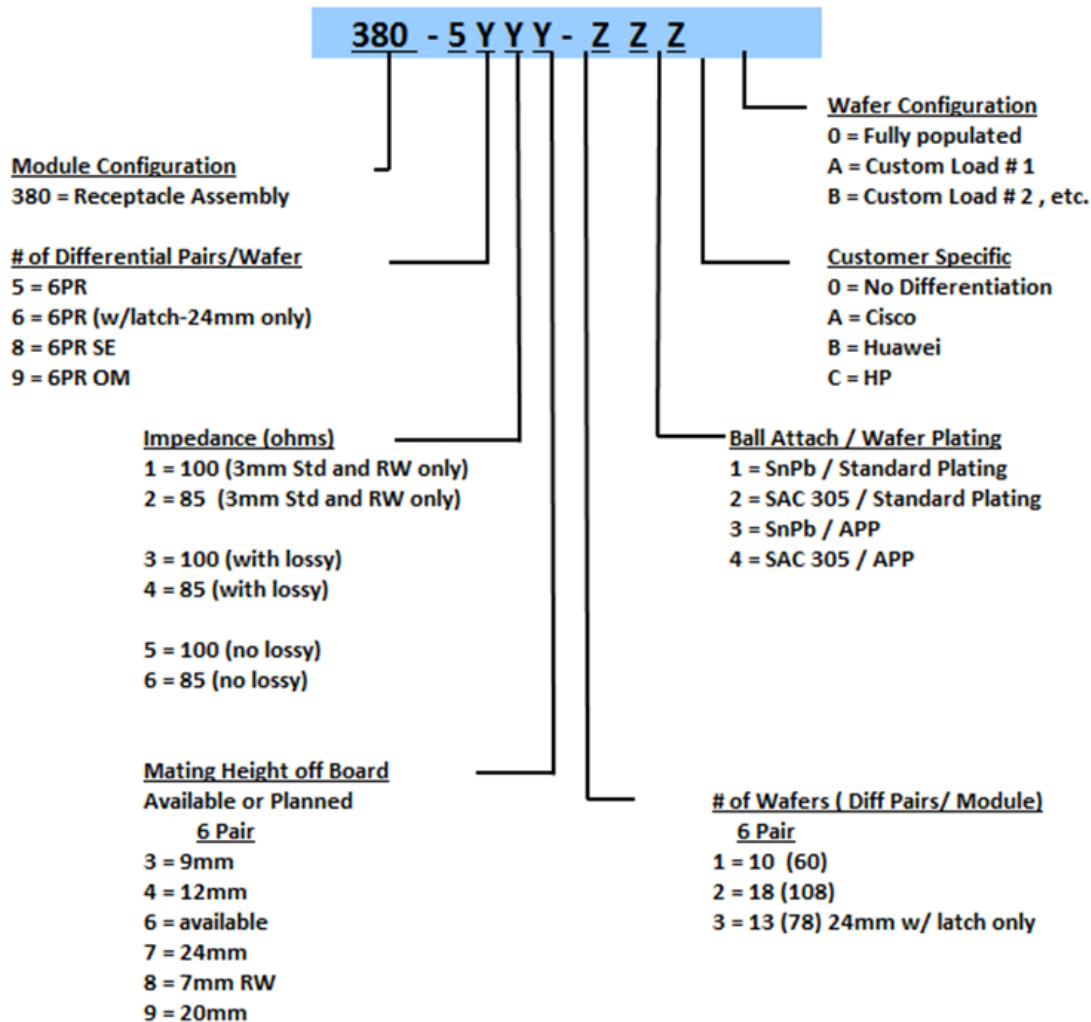 380 - 5 Y Y Y - Z Z Z
Wafer Configuration
0 = Fully populated
A = Custom Load # 1
B = Custom Load # 2 , etc.
Module Configuration
380 = Receptacle Assembly
# of Differential Pairs/Wafer
5 = 6PR
6 = 6PR (w/latch-24mm only)
8 = 6PR SE
9 = 6PR OM
Customer Specific
0 = No Differentiation
A = Cisco
B = Huawei
C = HP
Impedance (ohms)
1 = 100 (3mm Std and RW only)
2 = 85 (3mm Std and RW only)
3 = 100 (with lossy)
4 = 85 (with lossy)
5 = 100 (no lossy)
6 = 85 (no lossy)
Ball Attach / Wafer Plating
1 = SnPb / Standard Plating
2 = SAC 305 / Standard Plating
3 = SnPb / APP
4 = SAC 305 / APP
Mating Height off Board
Available or Planned
6 Pair
3 = 9mm
4 = 12mm
6 = available
7 = 24mm
8 = 7mm RW
9 = 20mm
# of Wafers ( Diff Pairs/ Module)
6 Pair
1 = 10 (60)
2 = 18 (108)
3 = 13 (78) 24mm w/ latch only